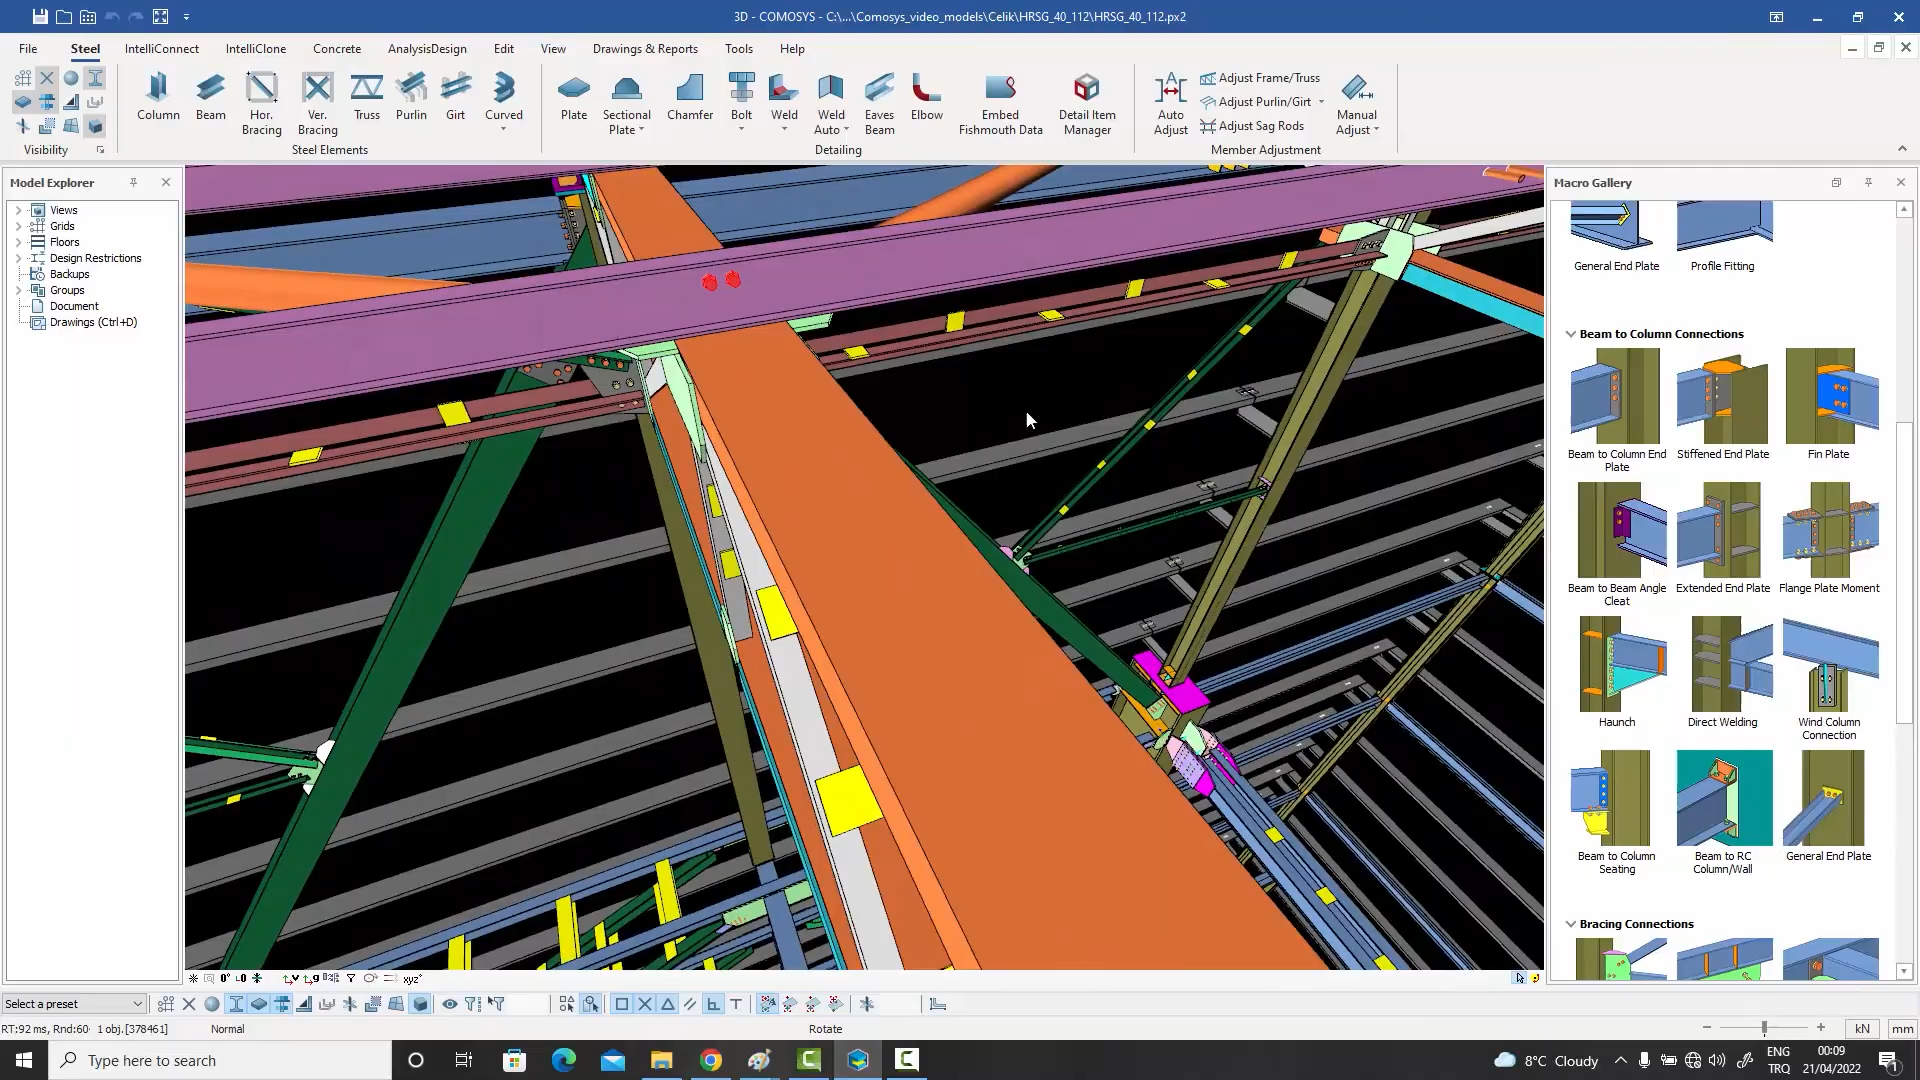 3D - COMOSYS - C:\...\Comosys_video_models\Celik\HRSG_40_112\HRSG_40_112.px2
File Steel IntelliConnect IntelliClone Concrete AnalysisDesign Edit View Drawings & Reports Tools Help
Column Beam Hor. Bracing Ver. Bracing Truss Purlin Girt Curved
Plate Sectional Plate Chamfer Bolt Weld Weld Auto Eaves Beam Elbow Embed Fishmouth Data Detail Item Manager
Auto Adjust
Adjust Frame/Truss
Adjust Purlin/Girt
Adjust Sag Rods
Manual Adjust
Visibility Steel Elements Detailing Member Adjustment
Model Explorer
Views
Grids
Floors
Design Restrictions
Backups
Groups
Document
Drawings (Ctrl+D)
Macro Gallery
General End Plate Profile Fitting
Beam to Column Connections
Beam to Column End Plate Stiffened End Plate Fin Plate
Beam to Beam Angle Cleat Extended End Plate Flange Plate Moment
Haunch Direct Welding Wind Column Connection
Beam to Column Seating Beam to RC Column/Wall General End Plate
Bracing Connections
Select a preset
RT:92 ms, Rnd:60 1 obj.[378461] Normal Rotate kN mm
Type here to search
8°C Cloudy
ENG
TRQ
00:09
21/04/2022